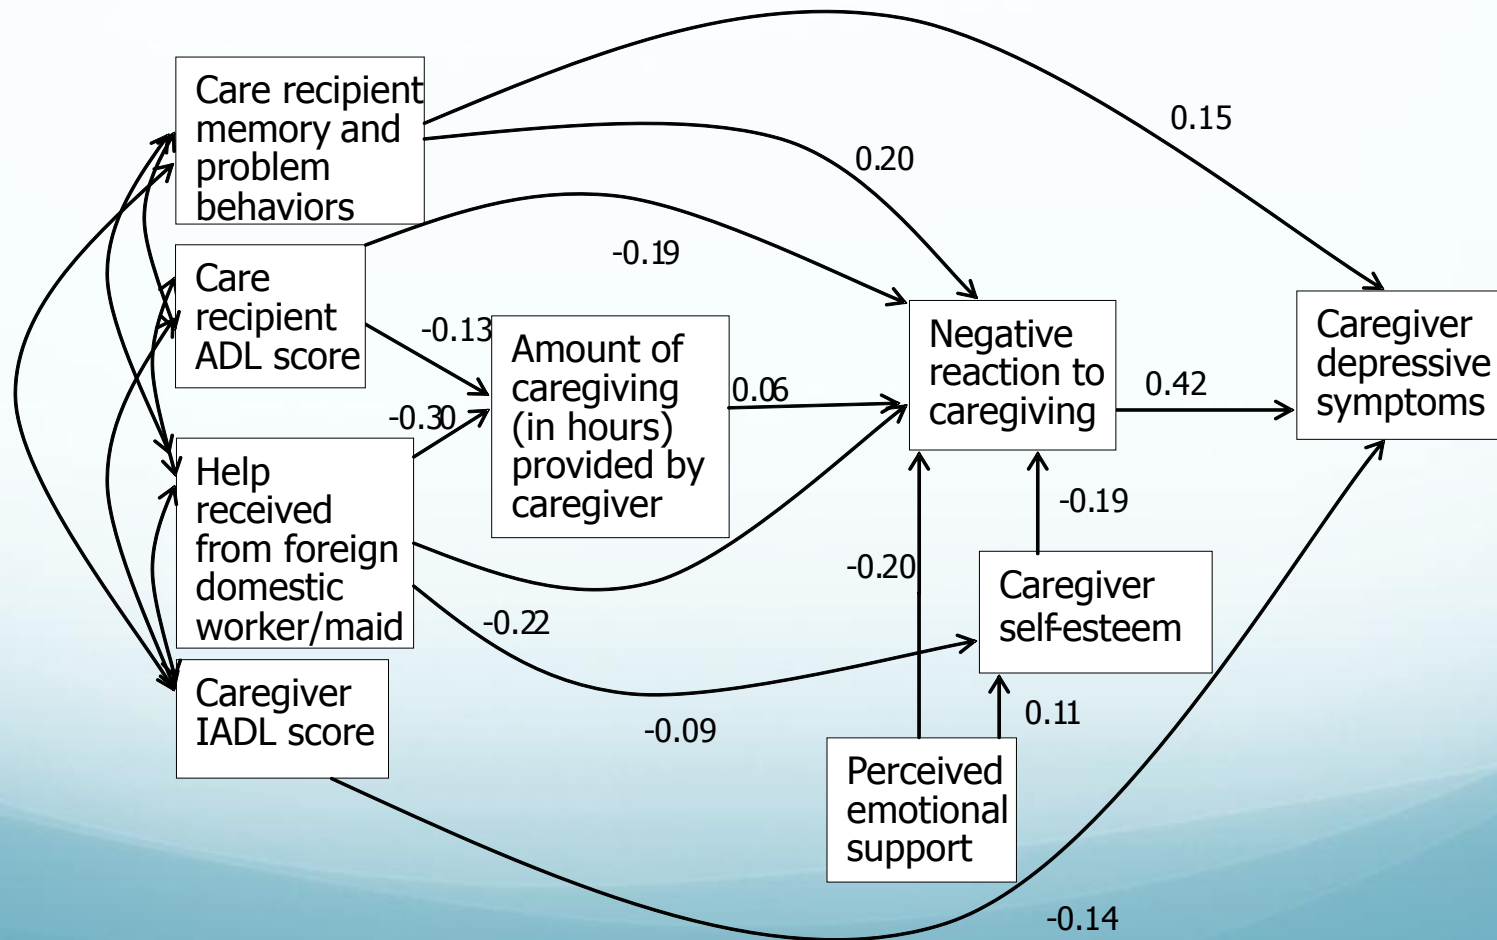 Care recipient
memory and
problem
behaviors
0.15
0.20
Care
recipient
ADL score
-0.19
-0.13
Amount of
caregiving
(in hours)
provided by
caregiver
0.06
Negative
reaction to
caregiving
0.42
Caregiver
depressive
symptoms
-0.30
Help
received
from foreign
domestic
worker/maid
-0.19
-0.20
Caregiver
self-esteem
-0.22
Caregiver
IADL score
-0.09
0.11
Perceived
emotional
support
-0.14